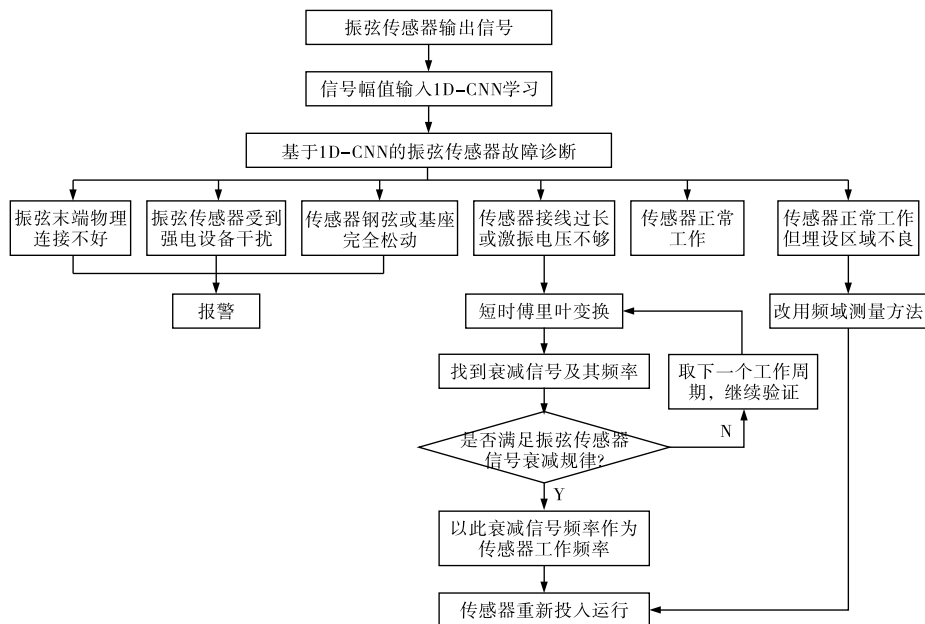 振弦传感器输出信号
信号幅值输入1D-CNN学习
基于1D-CNN的振弦传感器故障诊断
振弦末端物理
连接不好
振弦传感器受到
强电设备干扰
传感器钢弦或基座
完全松动
传感器接线过长
或激振电压不够
传感器正常
工作
传感器正常工作
但埋设区域不良
报警
短时傅里叶变换
改用频域测量方法
找到衰减信号及其频率
取下一个工作周
期，继续验证
是否满足振弦传感器
信号衰减规律?
N
Y
以此衰减信号频率作为
传感器工作频率
传感器重新投入运行